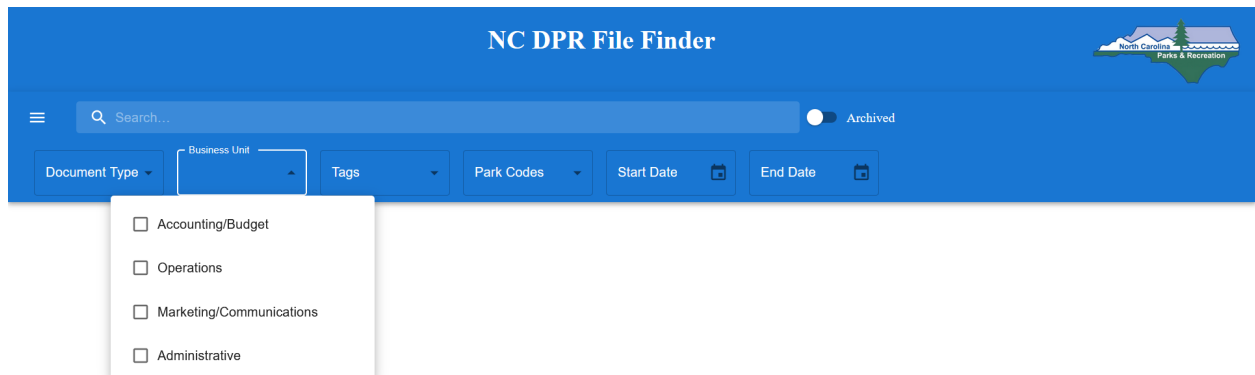 NC DPR File Finder
North Carolina
Parks & Recreation
Search...
Archived
Document Type
Business Unit
Tags
Park Codes
Start Date
End Date
Accounting/Budget
Operations
Marketing/Communications
Administrative